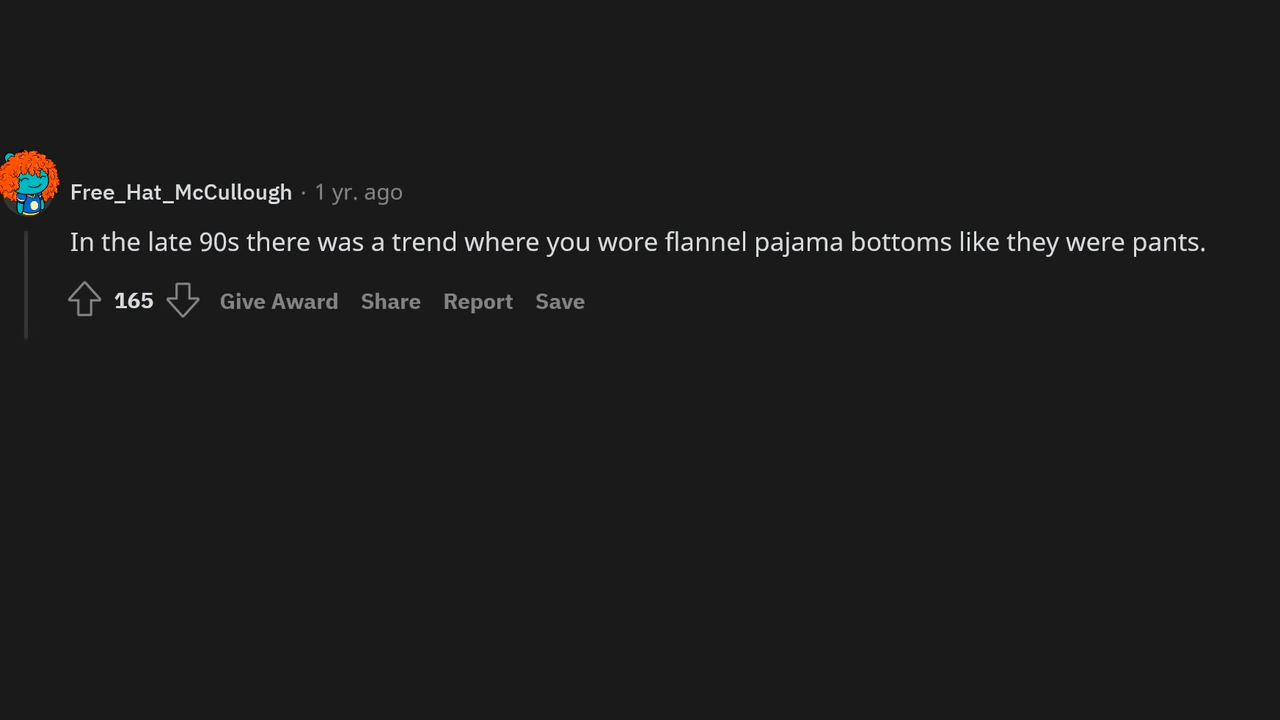 Free_Hat_McCullough · 1 yr. ago
In the late 90s there was a trend where you wore flannel pajama bottoms like they were pants.
165 Give Award Share Report Save